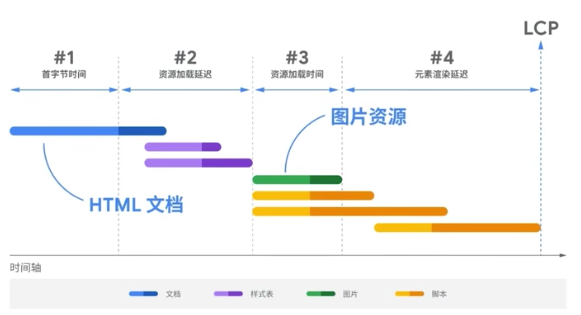 LCP
#1
首字节时间
#2
资源加载延迟
#3
资源加载时间
#4
元素渲染延迟
图片资源
HTML 文档
时间轴
文档
样式表
图片
脚本